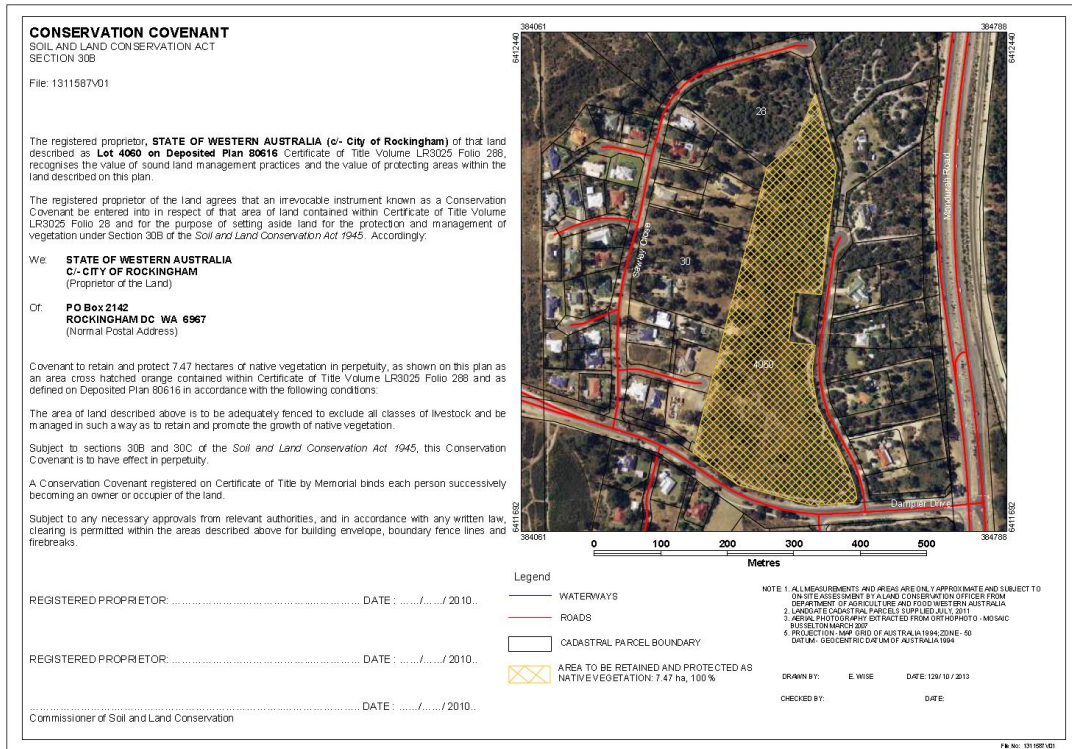 CONSERVATION COVENANT
SOIL AND LAND CONSERVATION ACT
SECTION 30B
File: 1311587V01
The registered proprietor, STATE OF WESTERN AUSTRALIA (c/- City of Rockingham) of that land
described as Lot 4060 on Deposited Plan 80616 Certificate of Title Volume LR3025 Folio 288,
recognises the value of sound land management practices and the value of protecting areas within the
land described on this plan.
The registered proprietor of the land agrees that an irrevocable instrument known as a Conservation
Covenant be entered into in respect of that area of land contained within Certificate of Title Volume
LR3025 Folio 28 and for the purpose of setting aside land for the protection and management of
vegetation under Section 30B of the Soil and Land Conservation Act 1945. Accordingly:
We: STATE OF WESTERN AUSTRALIA
C/- CITY OF ROCKINGHAM
(Proprietor of the Land)
Of: PO Box 2142
ROCKINGHAM DC WA 6967
(Normal Postal Address)
Covenant to retain and protect 7.47 hectares of native vegetation in perpetuity, as shown on this plan as
an area cross hatched orange contained within Certificate of Title Volume LR3025 Folio 288 and as
defined on Deposited Plan 80616 in accordance with the following conditions:
The area of land described above is to be adequately fenced to exclude all classes of livestock and be
managed in such a way as to retain and promote the growth of native vegetation.
Subject to sections 30B and 30C of the Soil and Land Conservation Act 1945, this Conservation
Covenant is to have effect in perpetuity.
A Conservation Covenant registered on Certificate of Title by Memorial binds each person successively
becoming an owner or occupier of the land.
Subject to any necessary approvals from relevant authorities, and in accordance with any written law,
clearing is permitted within the areas described above for building envelope, boundary fence lines and
firebreaks.
REGISTERED PROPRIETOR: ................................................ DATE : ....../....../ 2010..
REGISTERED PROPRIETOR: ................................................ DATE : ....../....../ 2010..
................................................................................ DATE : ....../....../ 2010..
Commissioner of Soil and Land Conservation
384061
384788
6412440
6412440
28
Mandurah Road
30
4060
Dampier Drive
6411692
6411692
384061
384788
0 100 200 300 400 500
Metres
Legend
WATERWAYS
ROADS
CADASTRAL PARCEL BOUNDARY
AREA TO BE RETAINED AND PROTECTED AS
NATIVE VEGETATION: 7.47 ha, 100 %
NOTE: 1. ALL MEASUREMENTS AND AREAS ARE ONLY APPROXIMATE AND SUBJECT TO
ON-SITE ASSESSMENT BY A LAND CONSERVATION OFFICER FROM
DEPARTMENT OF AGRICULTURE AND FOOD WESTERN AUSTRALIA
2. LANDGATE CADASTRAL PARCELS SUPPLIED JULY, 2011
3. AERIAL PHOTOGRAPHY EXTRACTED FROM ORTHOPHOTO - MOSAIC
BUSSELTON MARCH 2007
5. PROJECTION - MAP GRID OF AUSTRALIA 1994; ZONE - 50
DATUM - GEOCENTRIC DATUM OF AUSTRALIA 1994
DRAWN BY: E. WISE DATE: 129/ 10 / 2013
CHECKED BY: DATE:
File No: 1311587V01